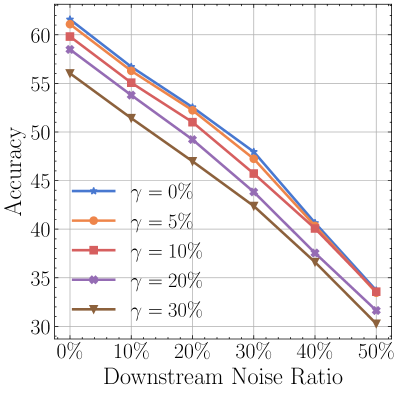 Accuracy
60
55
50
45
40
35
30
γ = 0%
γ = 5%
γ = 10%
γ = 20%
γ = 30%
0% 10% 20% 30% 40% 50%
Downstream Noise Ratio